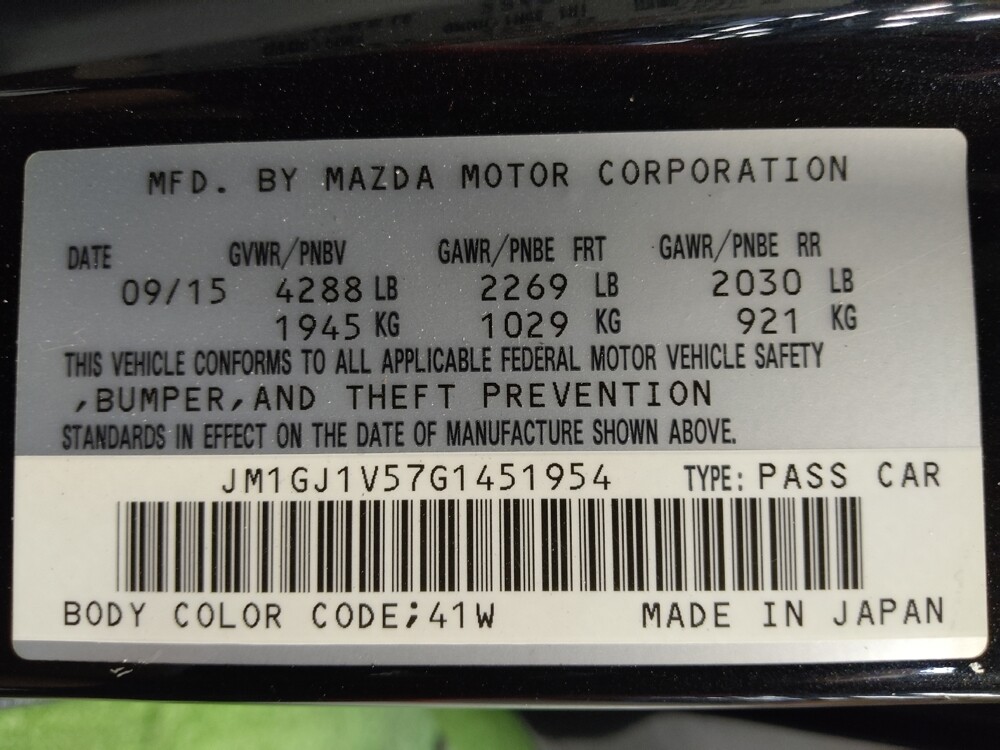 MFD. BY MAZDA MOTOR CORPORATION
DATE GVWR/PNBV GAWR/PNBE FRT GAWR/PNBE RR
09/15 4288 LB 2269 LB 2030 LB
1945 KG 1029 KG 921 KG
THIS VEHICLE CONFORMS TO ALL APPLICABLE FEDERAL MOTOR VEHICLE SAFETY
,BUMPER,AND THEFT PREVENTION
STANDARDS IN EFFECT ON THE DATE OF MANUFACTURE SHOWN ABOVE.
JM1GJ1V57G1451954 TYPE: PASS CAR
BODY COLOR CODE;41W MADE IN JAPAN